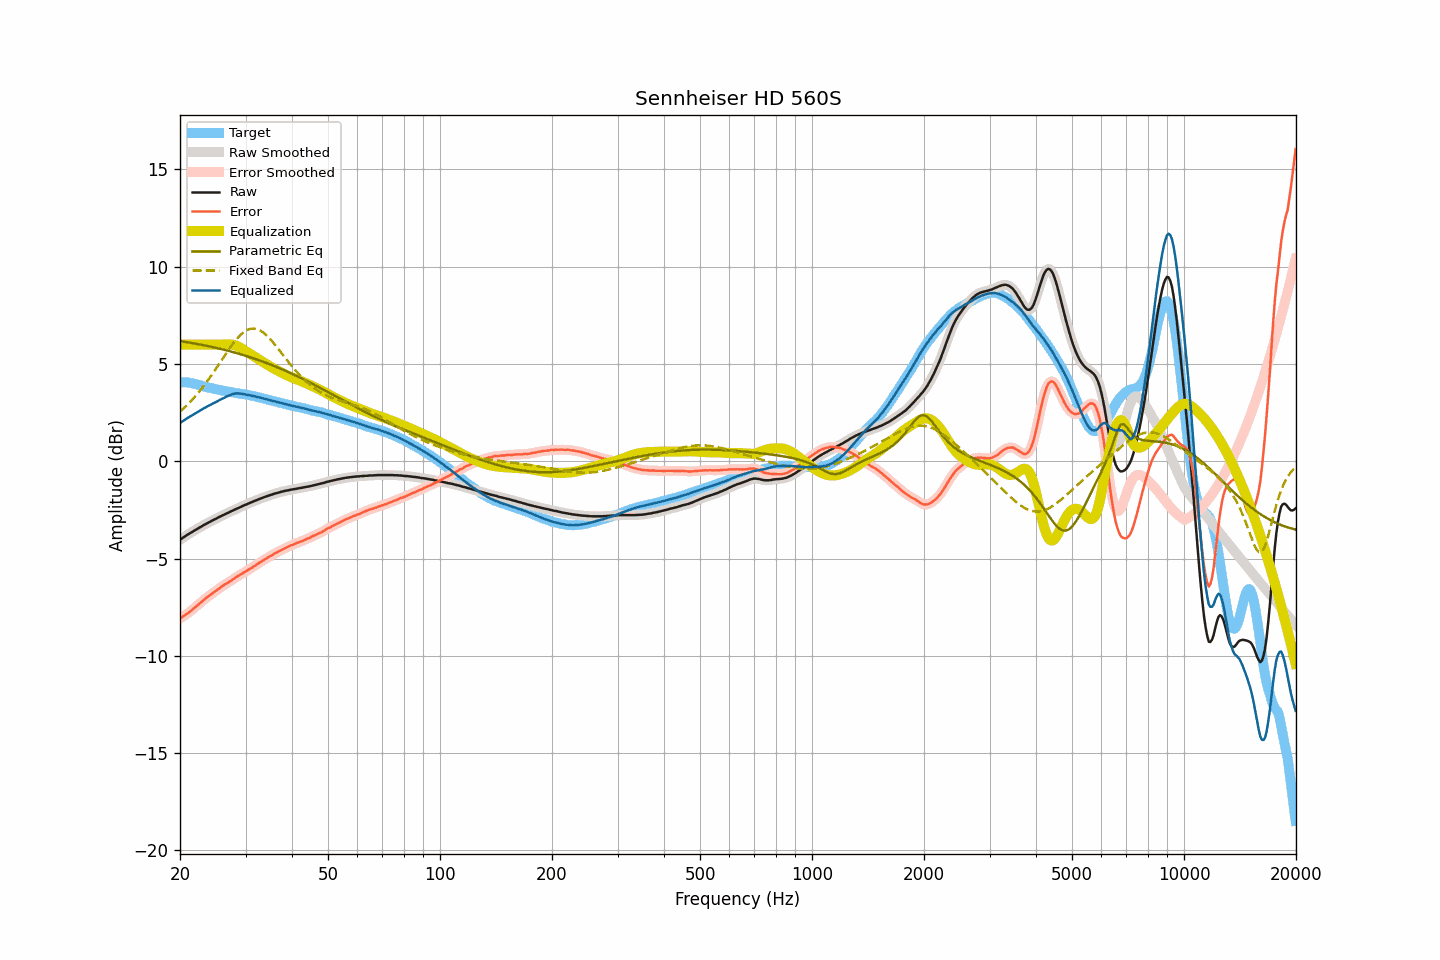 Sennheiser HD 560S
Target
Raw Smoothed
Error Smoothed
Raw
Error
Equalization
Parametric Eq
Fixed Band Eq
Equalized
Amplitude (dBr)
15
10
5
0
−5
−10
−15
−20
20 50 100 200 500 1000 2000 5000 10000 20000
Frequency (Hz)